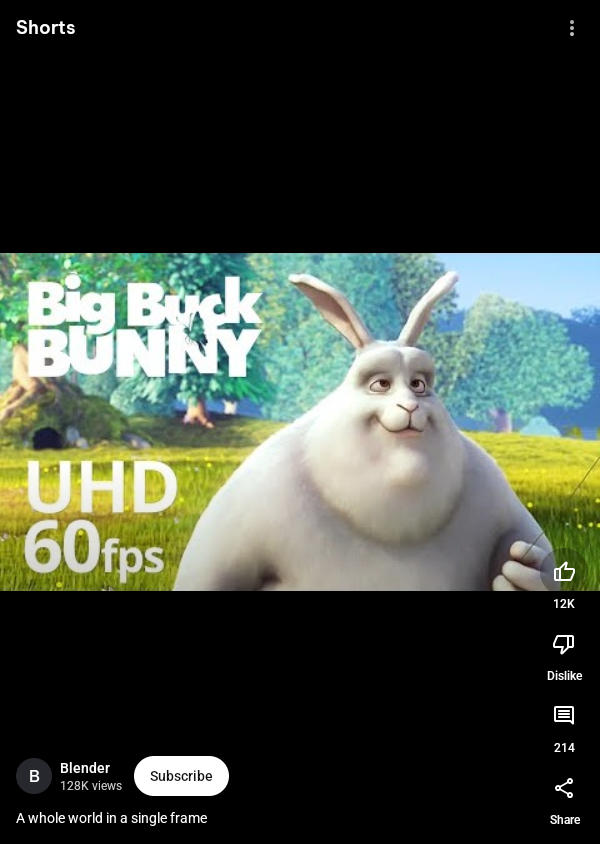 Shorts
Big Buck
BUNNY
UHD
60fps
12K
Dislike
214
Share
B
Blender
128K views
Subscribe
A whole world in a single frame